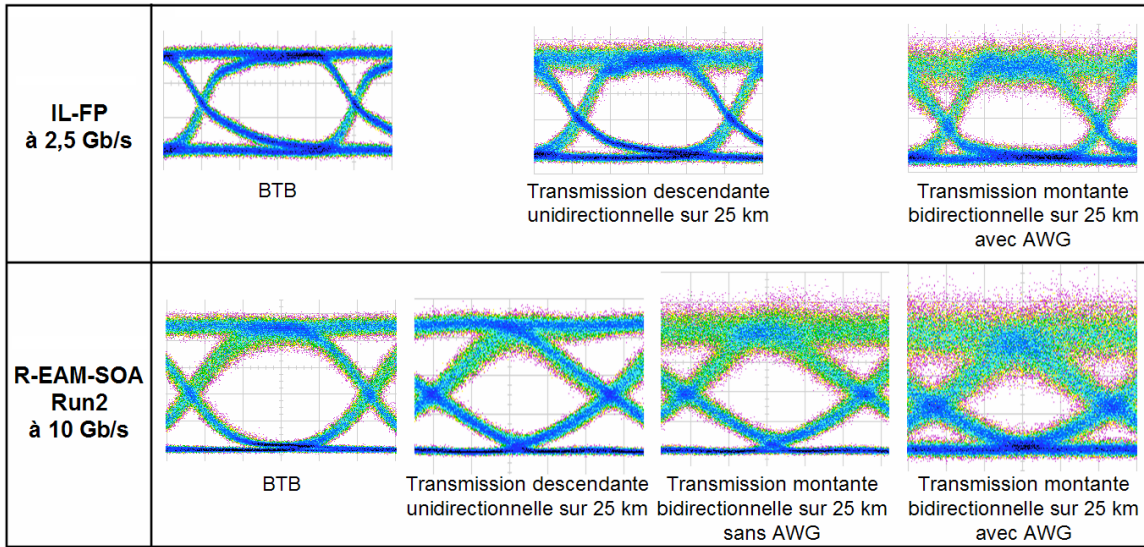 IL-FP
à 2,5 Gb/s
BTB
Transmission descendante
unidirectionnelle sur 25 km
Transmission montante
bidirectionnelle sur 25 km
avec AWG
R-EAM-SOA
Run2
à 10 Gb/s
BTB
Transmission descendante
unidirectionnelle sur 25 km
Transmission montante
bidirectionnelle sur 25 km
sans AWG
Transmission montante
bidirectionnelle sur 25 km
avec AWG